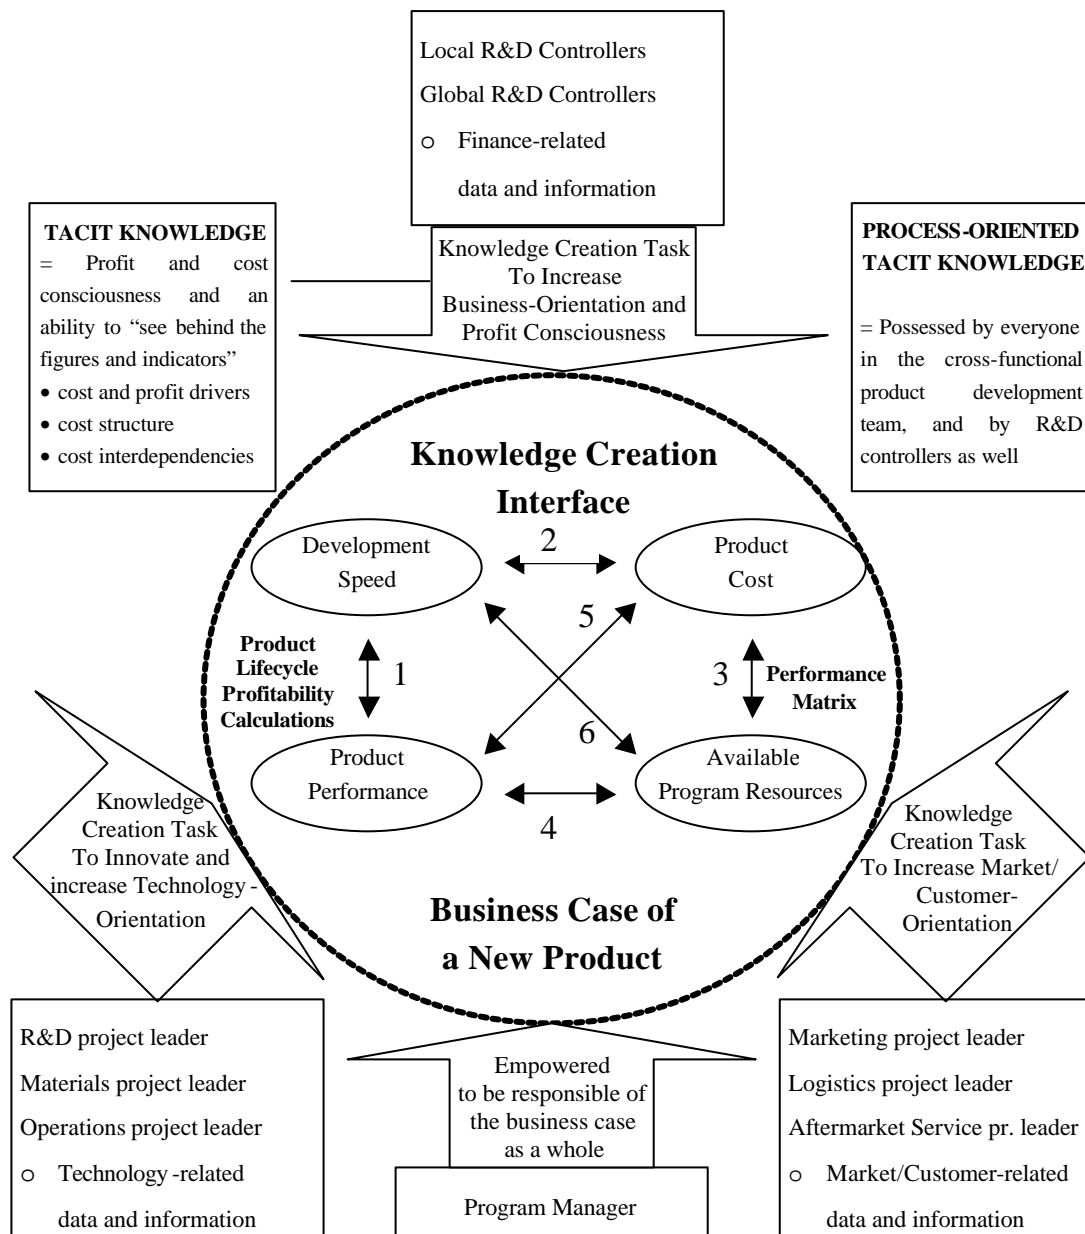 Local R&D Controllers
Global R&D Controllers
o Finance-related
data and information
TACIT KNOWLEDGE
= Profit and cost
consciousness and an
ability to “see behind the
figures and indicators”
• cost and profit drivers
• cost structure
• cost interdependencies
Knowledge Creation Task
To Increase
Business-Orientation and
Profit Consciousness
PROCESS-ORIENTED
TACIT KNOWLEDGE
= Possessed by everyone
in the cross-functional
product development
team, and by R&D
controllers as well
Knowledge Creation
Interface
Development
Speed
2
Product
Cost
5
Product
Lifecycle
Profitability
Calculations
1
3
Performance
Matrix
6
Product
Performance
4
Available
Program Resources
Knowledge
Creation Task
To Innovate and
increase Technology-
Orientation
Knowledge
Creation Task
To Increase Market/
Customer-
Orientation
Business Case of
a New Product
R&D project leader
Materials project leader
Operations project leader
o Technology-related
data and information
Empowered
to be responsible of
the business case
as a whole
Program Manager
Marketing project leader
Logistics project leader
Aftermarket Service pr. leader
o Market/Customer-related
data and information